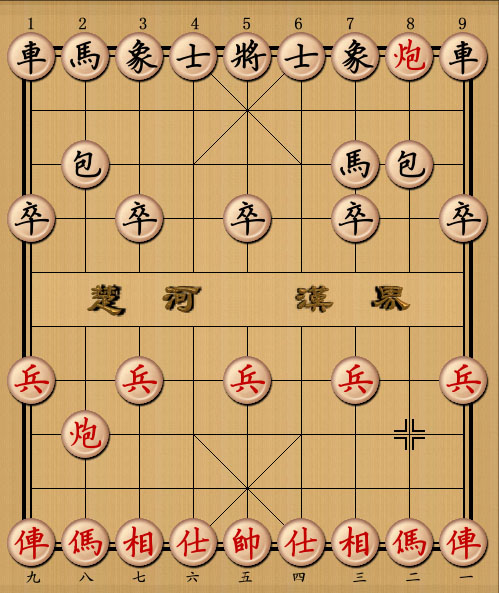 1 2 3 4 5 6 7 8 9
車 馬 象 士 將 士 象 炮 車
包 馬 包
卒 卒 卒 卒 卒
楚 河 漢 界
兵 兵 兵 兵 兵
炮
俥 傌 相 仕 帥 仕 相 傌 俥
九 八 七 六 五 四 三 二 一